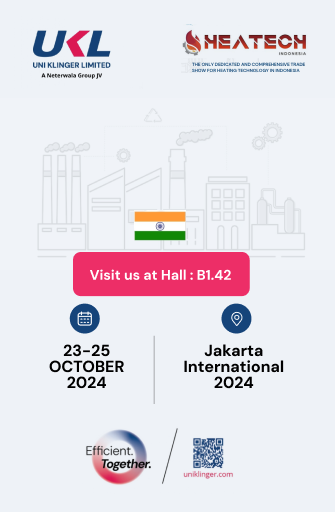 UKL
UNI KLINGER LIMITED
A Neterwala Group JV
HEATECH
INDONESIA
THE ONLY DEDICATED AND COMPREHENSIVE TRADE
SHOW FOR HEATING TECHNOLOGY IN INDONESIA
Visit us at Hall : B1.42
23-25
OCTOBER
2024
Jakarta
International
2024
Efficient.
Together.
uniklinger.com